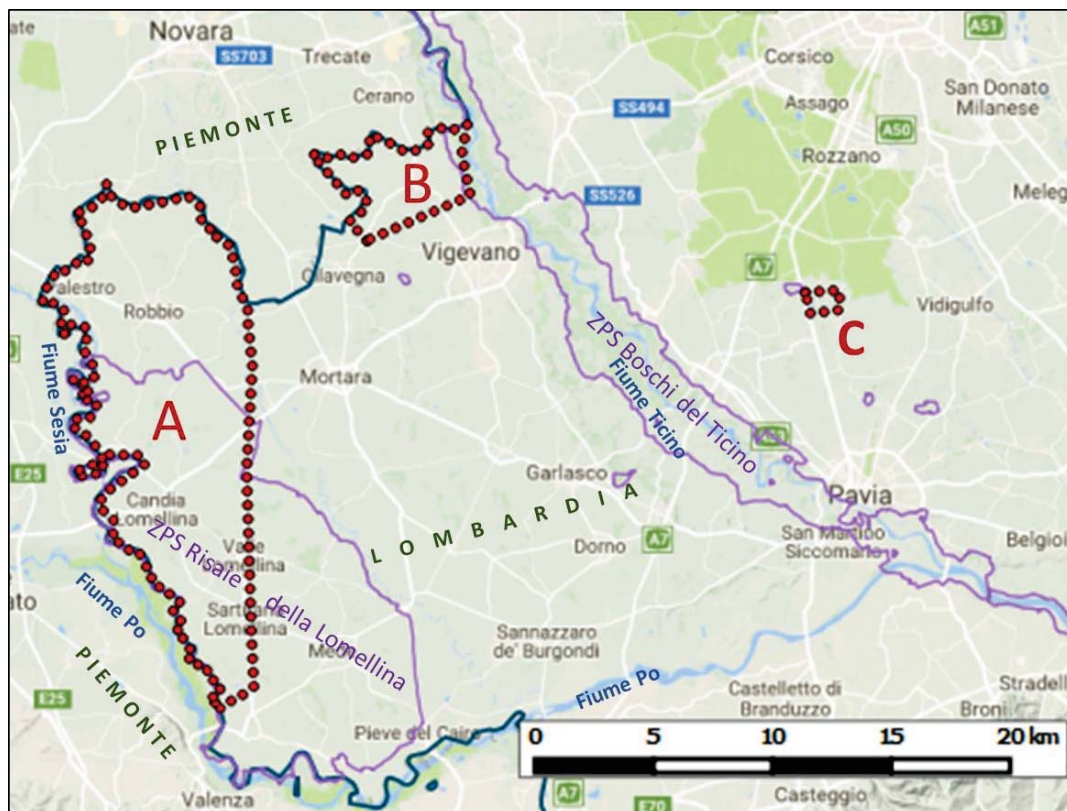 Novara
Trecate
SS703
Cerano
PIEMONTE
A51
Corsico
San Donato
Milanese
SS494
Assago
A50
Rozzano
Meleg
B
SS526
Vigevano
A7
Cilavegna
alestro
Robbio
Vidigulfo
C
Fiume Sesia
Mortara
A
ZPS Boschi del Ticino
Fiume Ticino
E25
Garlasco
Pavia
Candia
Lomellina
LOMBARDIA
San Martino
Siccomario
Belgioi
A7
Dorno
ZPS Risaie della Lomellina
ato
Fiume Po
Lomellina
Sannazzaro
de' Burgondi
PIEMONTE
E25
Fiume Po
Castelletto di
Branduzzo
Stradell
Broni
Pieve del Cairo
0 5 10 15 20 km
Valenza
A7
E70
Casteggio